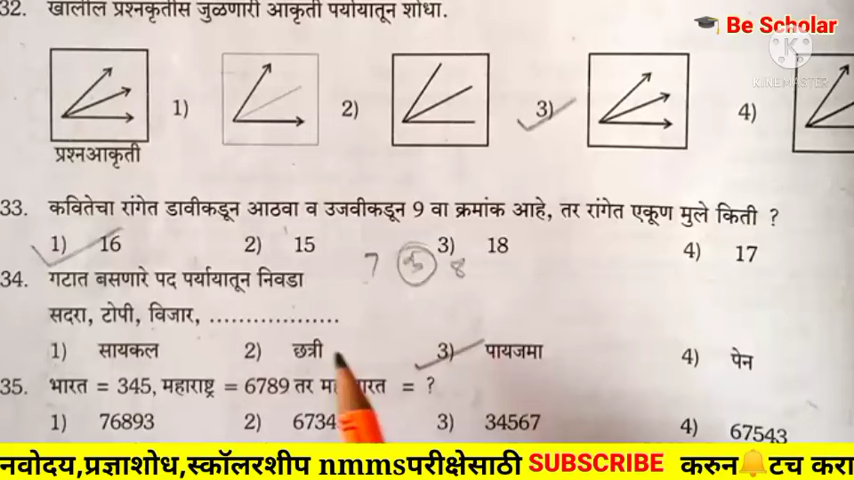 32. खालील प्रश्नकृतीस जुळणारी आकृती पर्यायातून शोधा.
🎓 Be Scholar
K
KINEMASTER
1) 2) 3) 4)
प्रश्नआकृती
33. कवितेचा रांगेत डावीकडून आठवा व उजवीकडून 9 वा क्रमांक आहे, तर रांगेत एकूण मुले किती ?
1) 16 2) 15 3) 18 4) 17
7 8
34. गटात बसणारे पद पर्यायातून निवडा
सदरा, टोपी, विजार, ...................
1) सायकल 2) छत्री 3) पायजमा 4) पेन
35. भारत = 345, महाराष्ट्र = 6789 तर = ?
1) 76893 2) 6734 3) 34567 4) 67543
नवोदय,प्रज्ञाशोध,स्कॉलरशीप nmmsपरीक्षेसाठी SUBSCRIBE करुन🔔टच करा